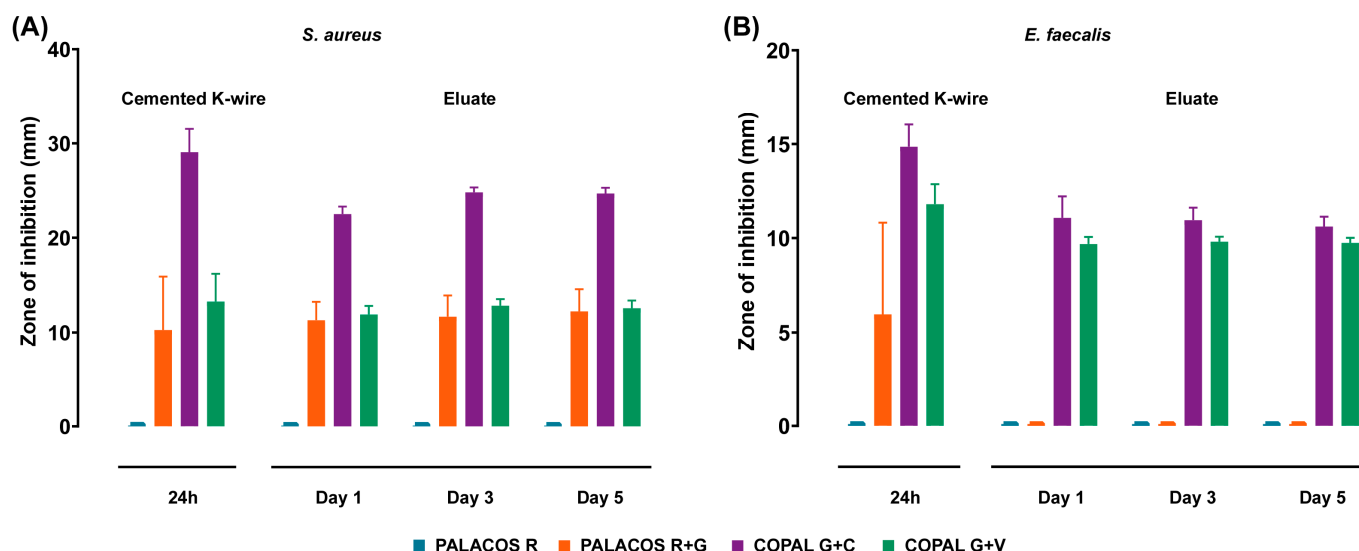 (A)
S. aureus
Cemented K-wire
Eluate
Zone of inhibition (mm)
40
30
20
10
0
24h
Day 1
Day 3
Day 5
(B)
E. faecalis
Cemented K-wire
Eluate
Zone of inhibition (mm)
20
15
10
5
0
24h
Day 1
Day 3
Day 5
PALACOS R PALACOS R+G COPAL G+C COPAL G+V